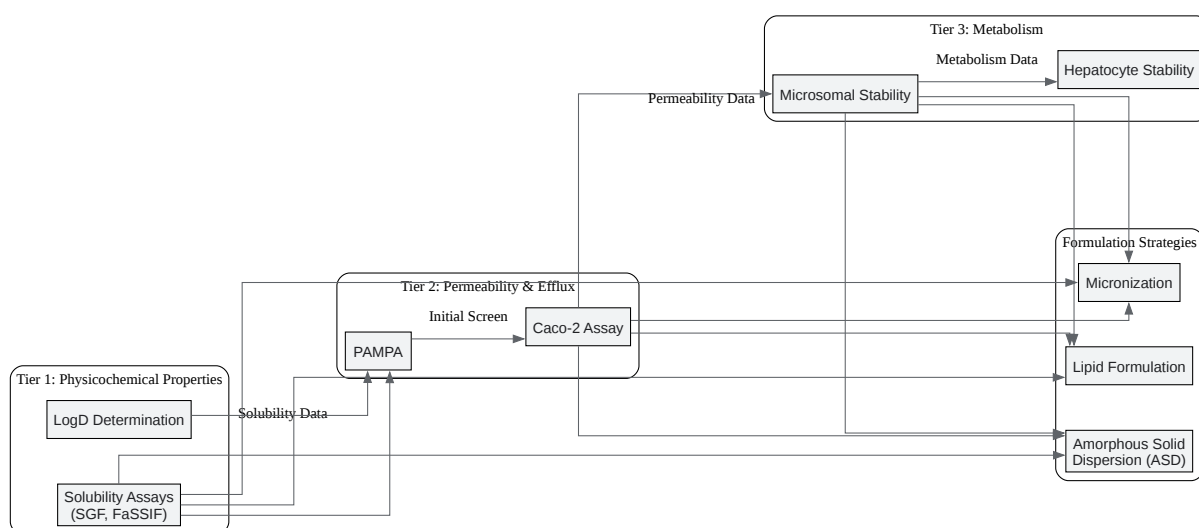 Tier 3: Metabolism
Metabolism Data
Hepatocyte Stability
Permeability Data
Microsomal Stability
Formulation Strategies
Micronization
Tier 2: Permeability & Efflux
Initial Screen
Caco-2 Assay
PAMPA
Lipid Formulation
Tier 1: Physicochemical Properties
LogD Determination
Solubility Data
Amorphous Solid
Dispersion (ASD)
Solubility Assays
(SGF, FaSSIF)